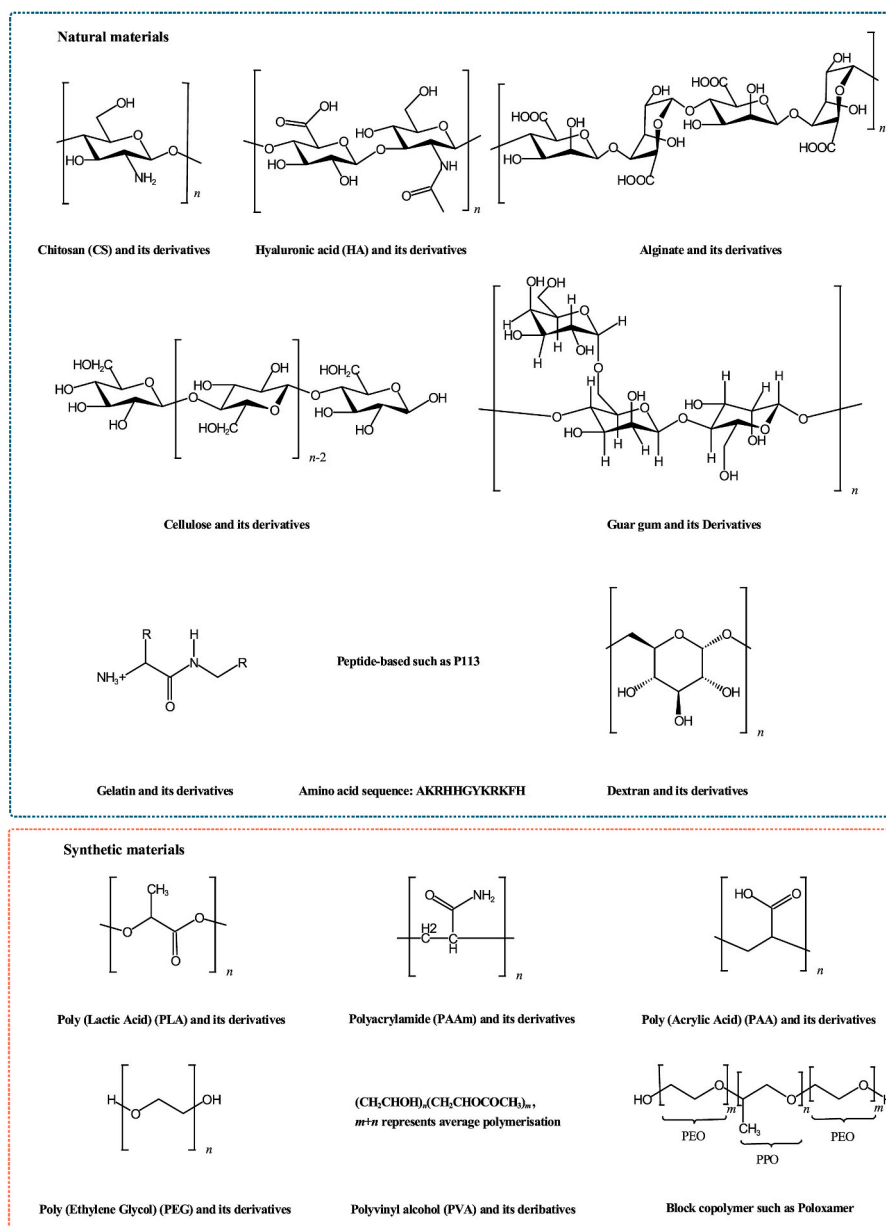 Natural materials
Chitosan (CS) and its derivatives
Hyaluronic acid (HA) and its derivatives
Alginate and its derivatives
Cellulose and its derivatives
Guar gum and its Derivatives
Peptide-based such as P113
Gelatin and its derivatives
Amino acid sequence: AKRHHGYKRKFH
Dextran and its derivatives
Synthetic materials
Poly (Lactic Acid) (PLA) and its derivatives
Polyacrylamide (PAAm) and its derivatives
Poly (Acrylic Acid) (PAA) and its derivatives
(CH₂CHOH)ₙ(CH₂CHOCOCH₃)ₘ,
m+n represents average polymerisation
PEO
PPO
PEO
Poly (Ethylene Glycol) (PEG) and its derivatives
Polyvinyl alcohol (PVA) and its deribatives
Block copolymer such as Poloxamer